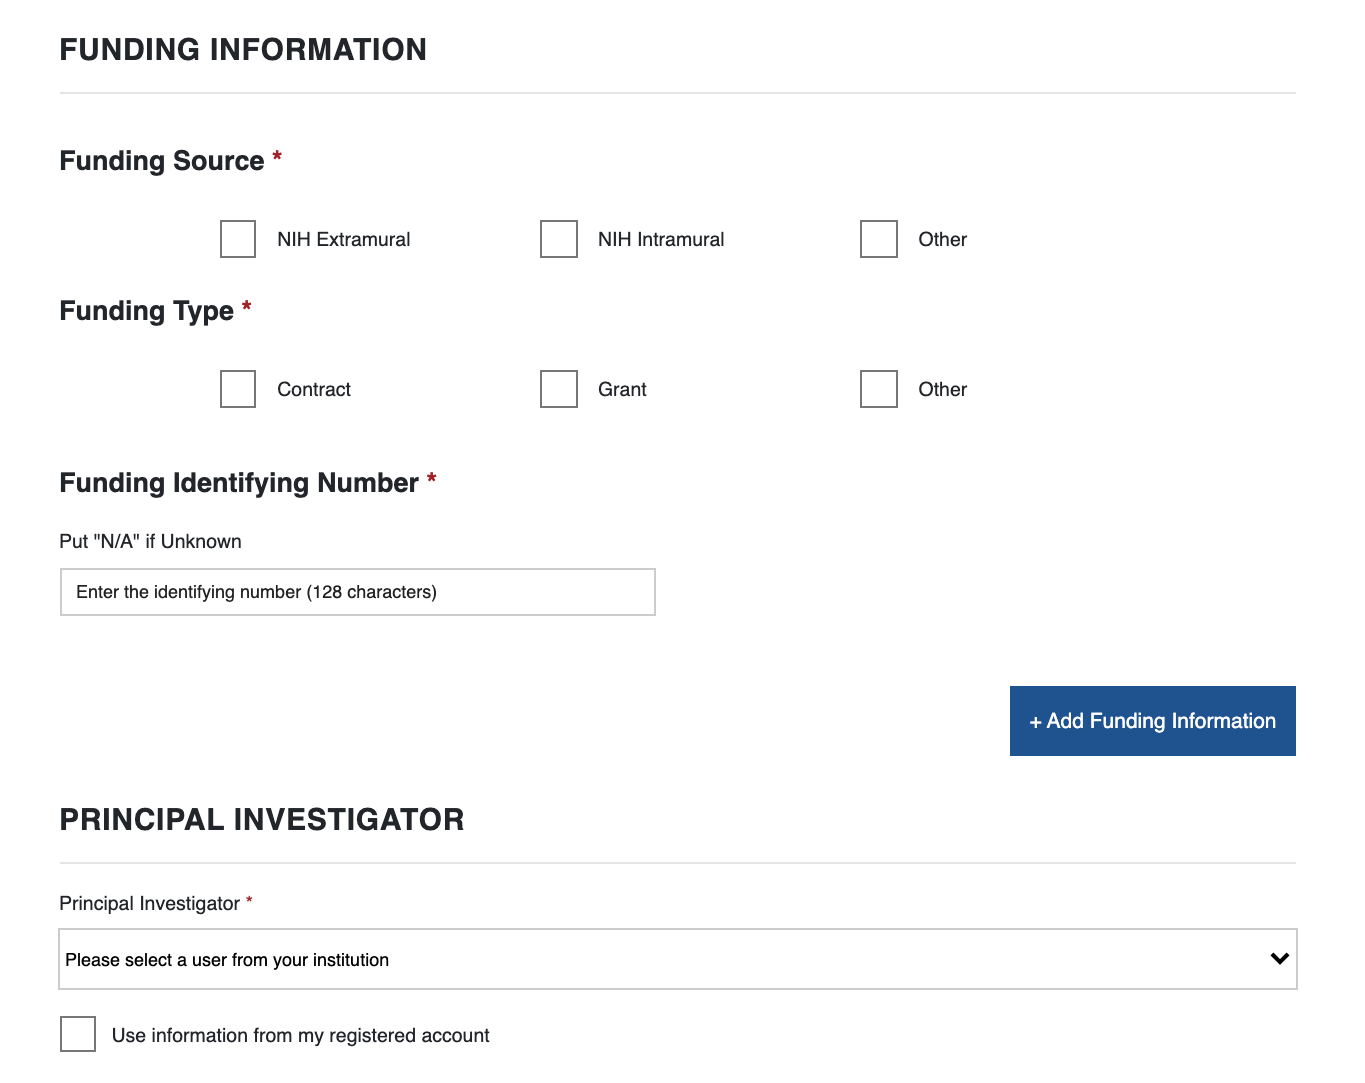 FUNDING INFORMATION
Funding Source *
NIH Extramural NIH Intramural Other
Funding Type *
Contract Grant Other
Funding Identifying Number *
Put "N/A" if Unknown
Enter the identifying number (128 characters)
+ Add Funding Information
PRINCIPAL INVESTIGATOR
Principal Investigator *
Please select a user from your institution
Use information from my registered account